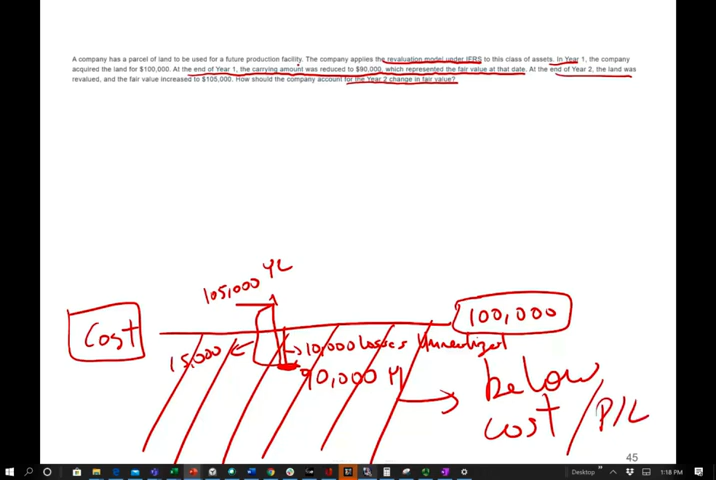 A company has a parcel of land to be used for a future production facility. The company applies the revaluation model under IFRS to this class of assets. In Year 1, the company
acquired the land for $100,000. At the end of Year 1, the carrying amount was reduced to $90,000, which represented the fair value at that date. At the end of Year 2, the land was
revalued, and the fair value increased to $105,000. How should the company account for the Year 2 change in fair value?
105,000 Y2
100,000
Cost
15,000
10,000 Losses Unrealized
90,000 Y1
below
cost / P/L
45
Desktop
1:18 PM